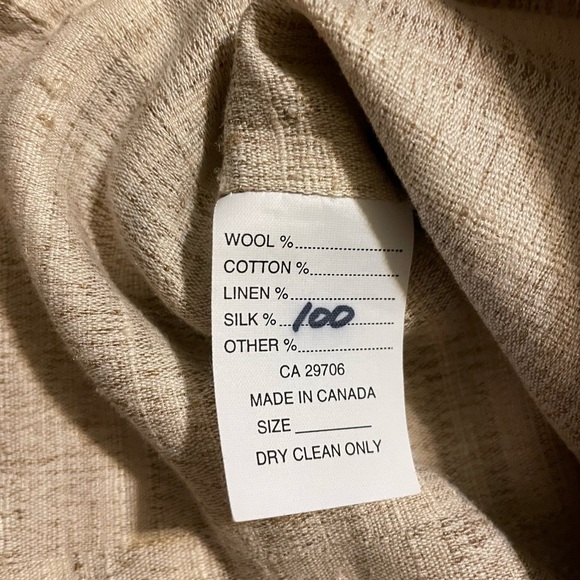 WOOL %
COTTON %
LINEN %
SILK % 100
OTHER %
CA 29706
MADE IN CANADA
SIZE
DRY CLEAN ONLY